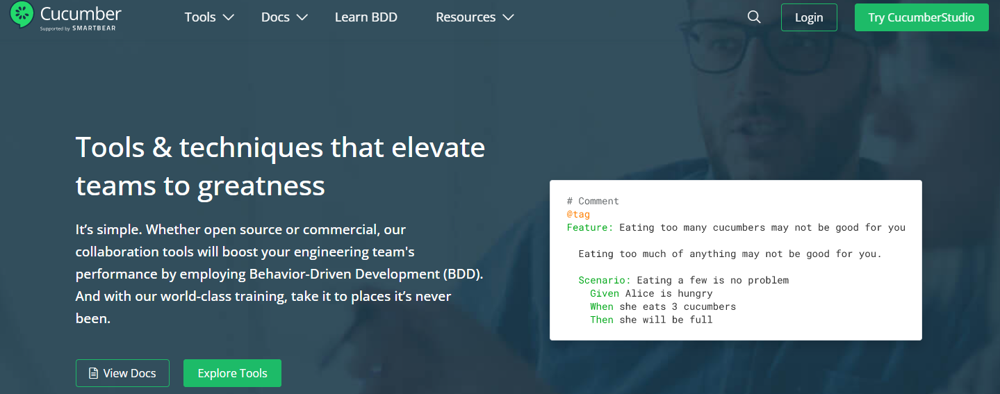 Cucumber
Supported by SMARTBEAR
Tools
Docs
Learn BDD
Resources
Login
Try CucumberStudio
Tools & techniques that elevate
teams to greatness
It’s simple. Whether open source or commercial, our
collaboration tools will boost your engineering team's
performance by employing Behavior-Driven Development (BDD).
And with our world-class training, take it to places it’s never
been.
View Docs
Explore Tools
# Comment
@tag
Feature: Eating too many cucumbers may not be good for you
Eating too much of anything may not be good for you.
Scenario: Eating a few is no problem
Given Alice is hungry
When she eats 3 cucumbers
Then she will be full